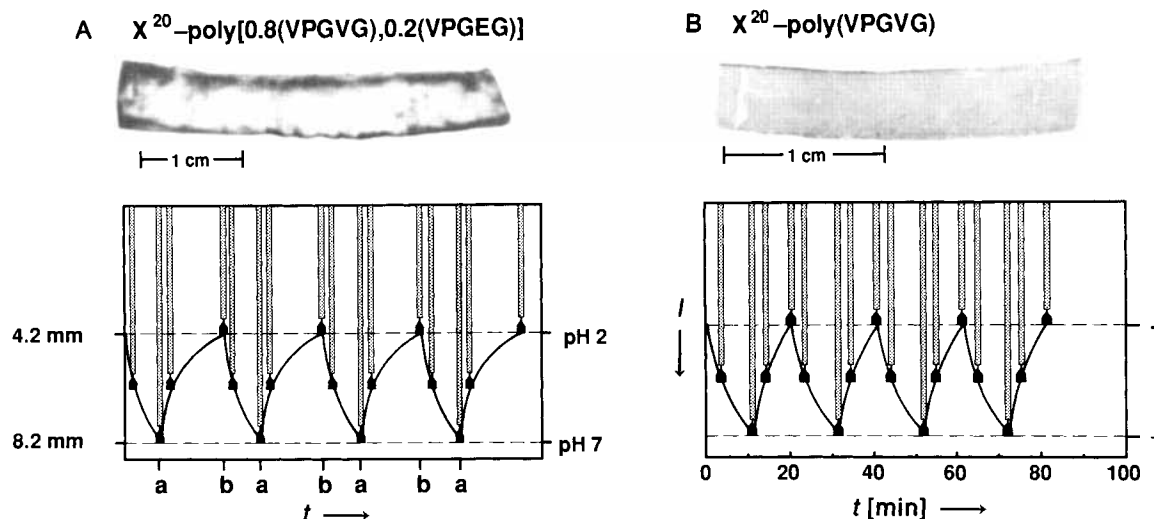 A X²⁰–poly[0.8(VPGVG),0.2(VPGEG)]
1 cm
4.2 mm
pH 2
8.2 mm
pH 7
a b a b a b a
t →
B X²⁰–poly(VPGVG)
1 cm
l
↓
0 20 40 60 80 100
t [min] →